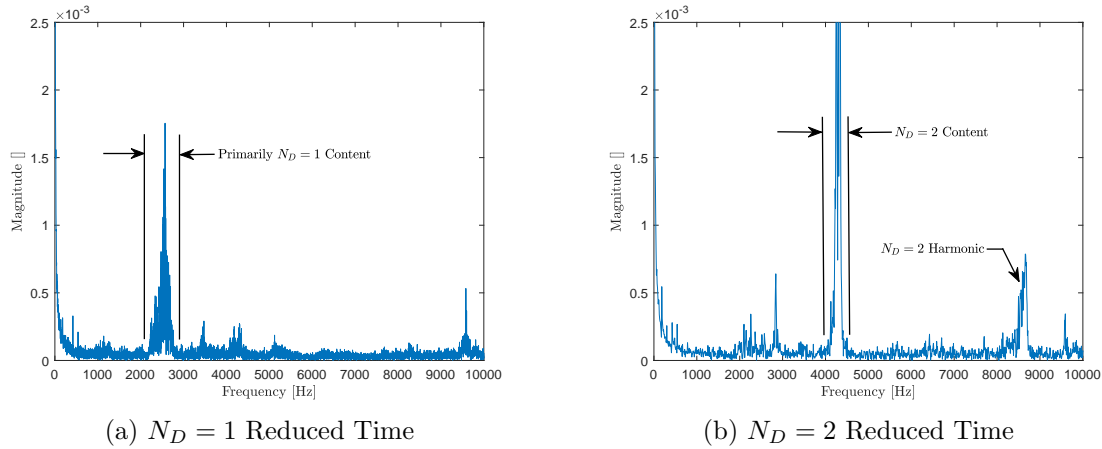 ×10⁻³
2.5
2
1.5
1
0.5
0
Magnitude []
Primarily N_D = 1 Content
0 1000 2000 3000 4000 5000 6000 7000 8000 9000 10000
Frequency [Hz]
(a) N_D = 1 Reduced Time
×10⁻³
2.5
2
1.5
1
0.5
0
Magnitude []
N_D = 2 Content
N_D = 2 Harmonic
0 1000 2000 3000 4000 5000 6000 7000 8000 9000 10000
Frequency [Hz]
(b) N_D = 2 Reduced Time